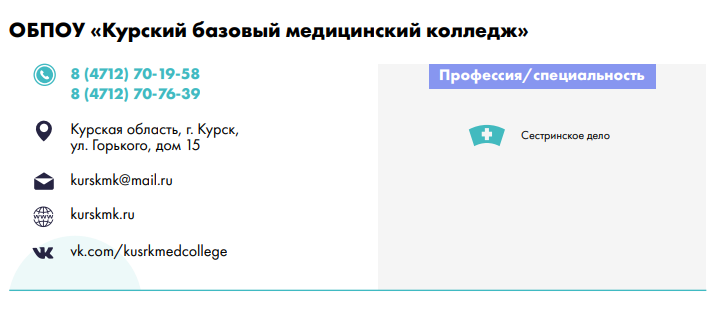 ОБПОУ «Курский базовый медицинский колледж»
8 (4712) 70-19-58
8 (4712) 70-76-39
Курская область, г. Курск,
ул. Горького, дом 15
kurskmk@mail.ru
kurskmk.ru
vk.com/kusrkmedcollege
Профессия/специальность
Сестринское дело